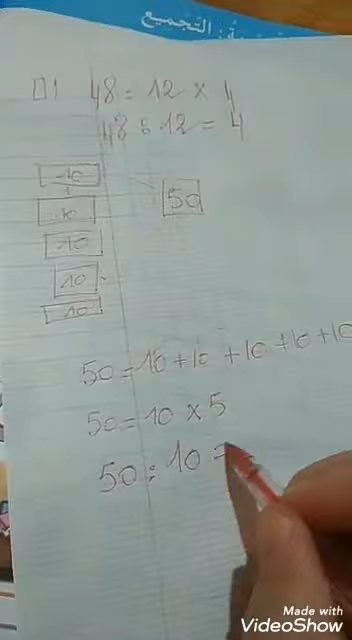 التجميع
□1 48 = 12 × 4
48 : 12 = 4
10
10
50
10
10
10
50 = 10 + 10 + 10 + 10 + 10
50 = 10 × 5
50 : 10 =
Made with
VideoShow